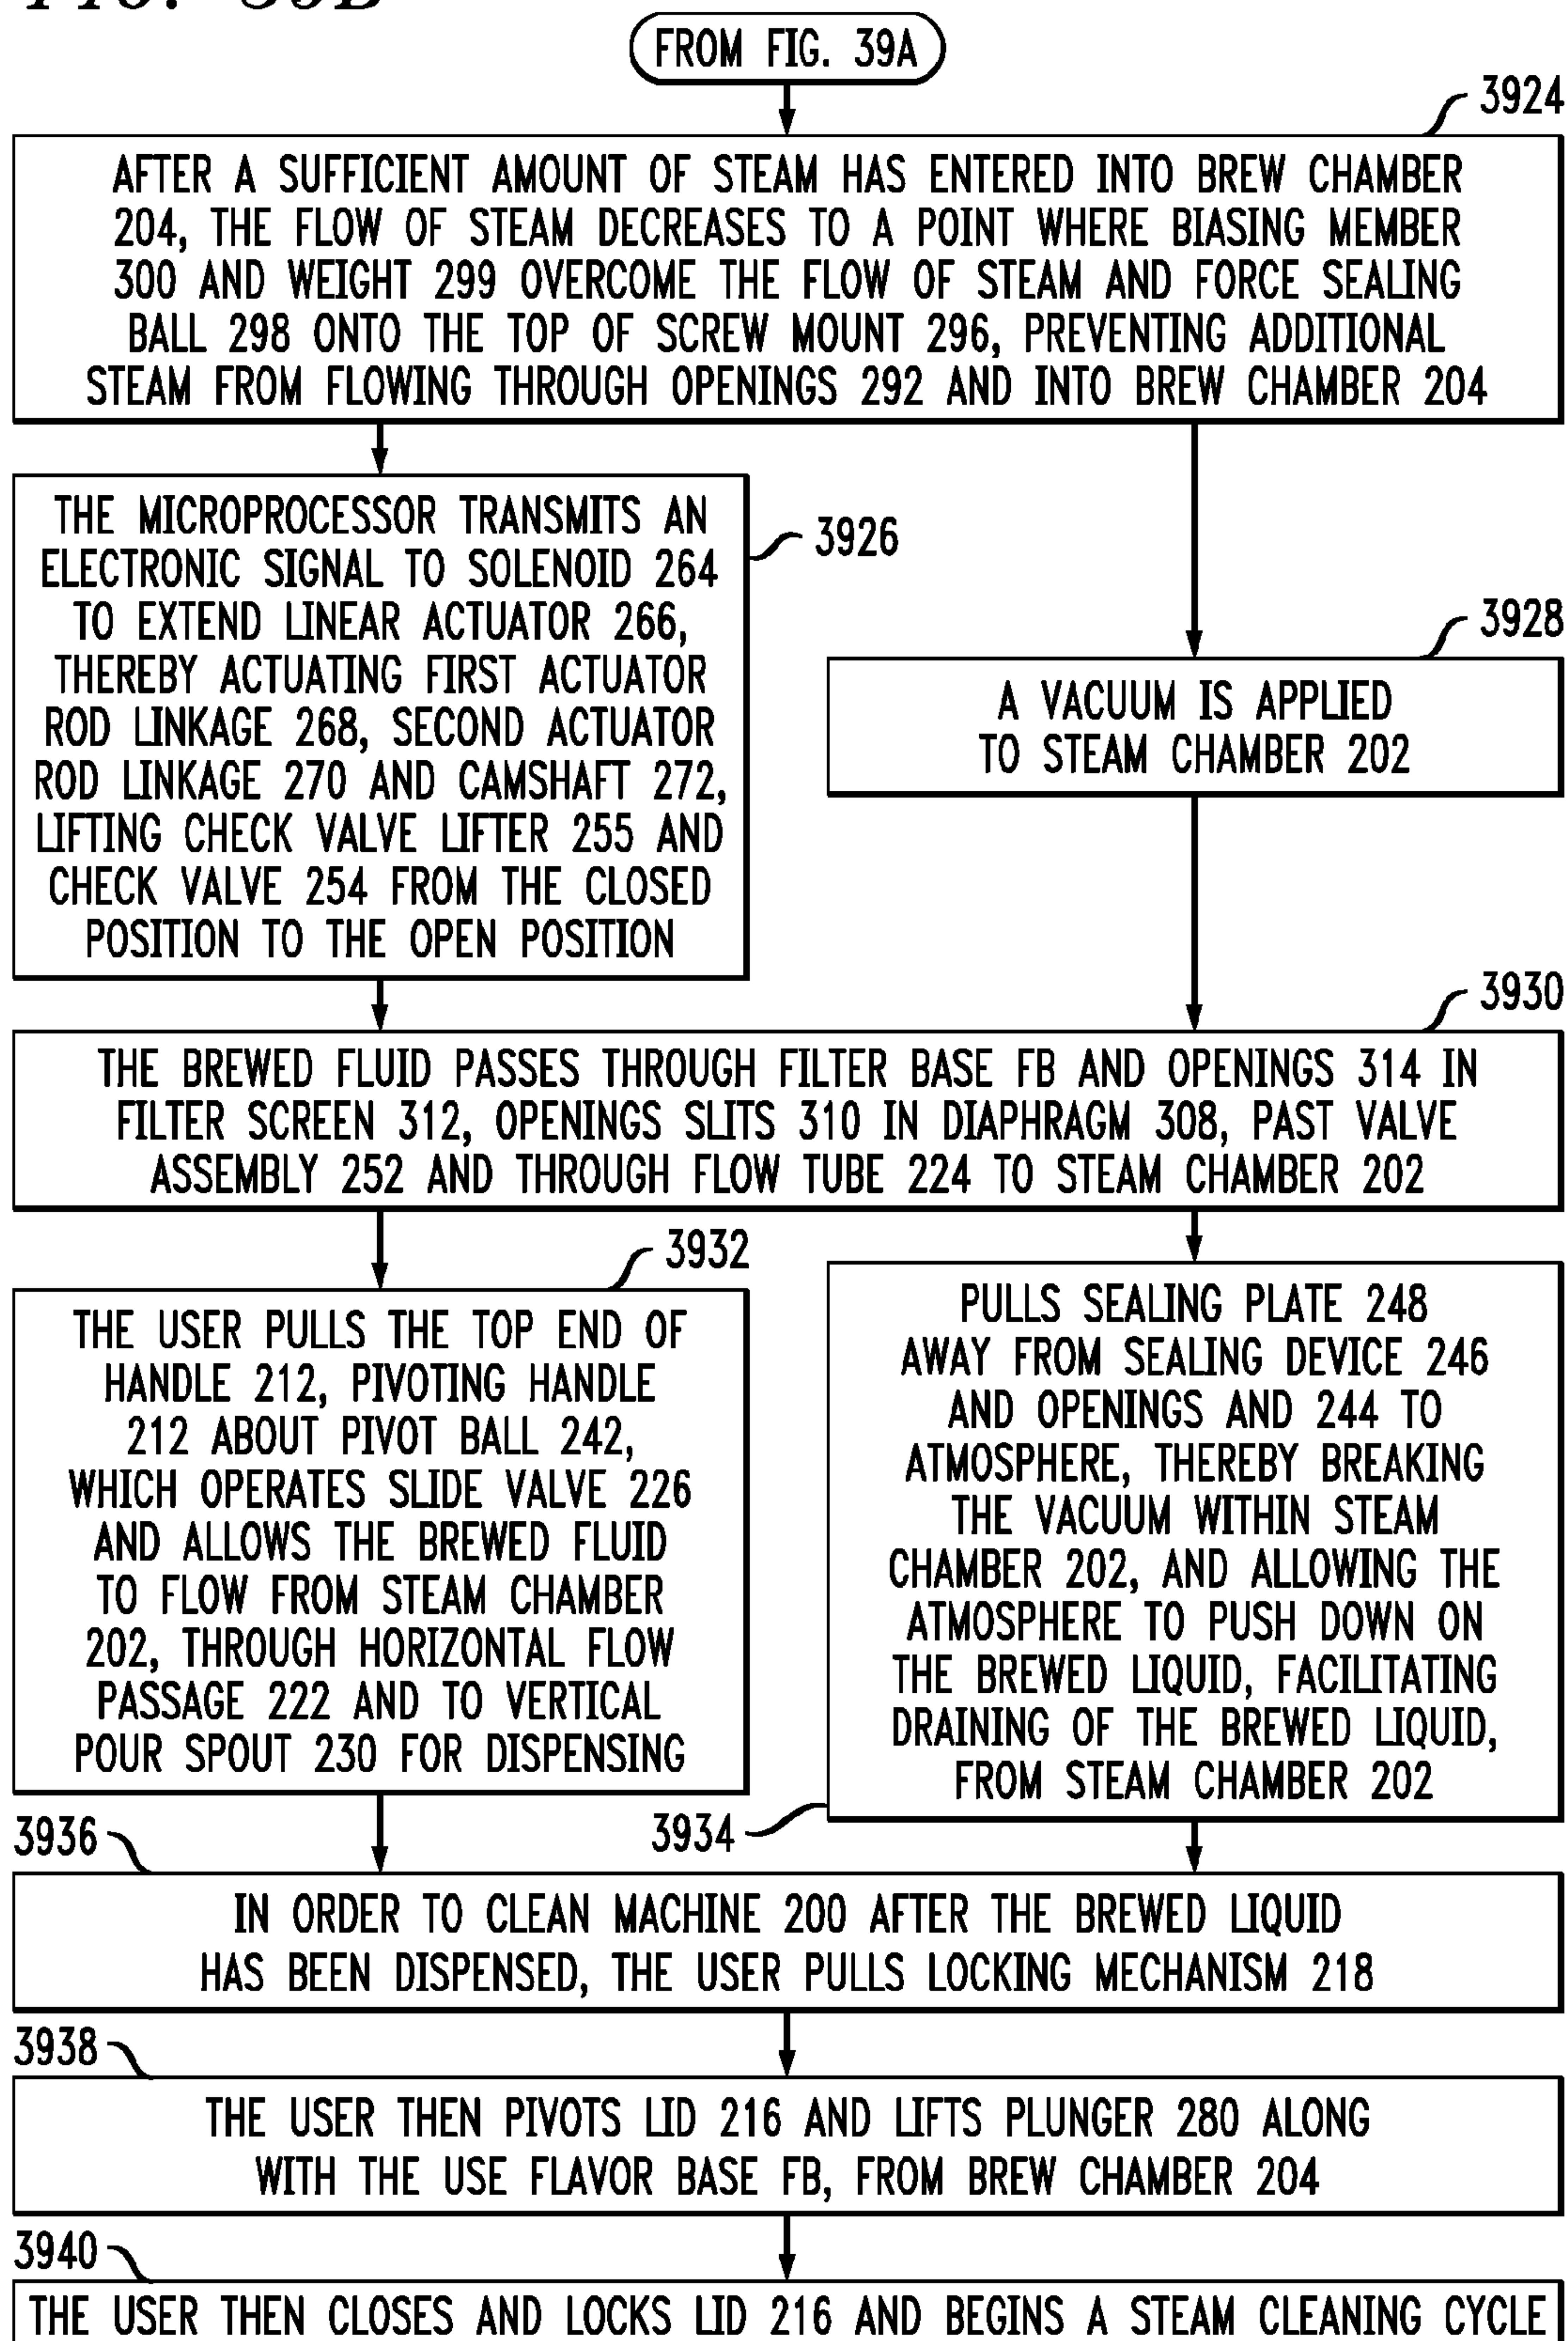 FIG. 39B
FROM FIG. 39A
3924
AFTER A SUFFICIENT AMOUNT OF STEAM HAS ENTERED INTO BREW CHAMBER
204, THE FLOW OF STEAM DECREASES TO A POINT WHERE BIASING MEMBER
300 AND WEIGHT 299 OVERCOME THE FLOW OF STEAM AND FORCE SEALING
BALL 298 ONTO THE TOP OF SCREW MOUNT 296, PREVENTING ADDITIONAL
STEAM FROM FLOWING THROUGH OPENINGS 292 AND INTO BREW CHAMBER 204
THE MICROPROCESSOR TRANSMITS AN
ELECTRONIC SIGNAL TO SOLENOID 264
TO EXTEND LINEAR ACTUATOR 266,
THEREBY ACTUATING FIRST ACTUATOR
ROD LINKAGE 268, SECOND ACTUATOR
ROD LINKAGE 270 AND CAMSHAFT 272,
LIFTING CHECK VALVE LIFTER 255 AND
CHECK VALVE 254 FROM THE CLOSED
POSITION TO THE OPEN POSITION
3926
3928
A VACUUM IS APPLIED
TO STEAM CHAMBER 202
3930
THE BREWED FLUID PASSES THROUGH FILTER BASE FB AND OPENINGS 314 IN
FILTER SCREEN 312, OPENINGS SLITS 310 IN DIAPHRAGM 308, PAST VALVE
ASSEMBLY 252 AND THROUGH FLOW TUBE 224 TO STEAM CHAMBER 202
3932
THE USER PULLS THE TOP END OF
HANDLE 212, PIVOTING HANDLE
212 ABOUT PIVOT BALL 242,
WHICH OPERATES SLIDE VALVE 226
AND ALLOWS THE BREWED FLUID
TO FLOW FROM STEAM CHAMBER
202, THROUGH HORIZONTAL FLOW
PASSAGE 222 AND TO VERTICAL
POUR SPOUT 230 FOR DISPENSING
PULLS SEALING PLATE 248
AWAY FROM SEALING DEVICE 246
AND OPENINGS AND 244 TO
ATMOSPHERE, THEREBY BREAKING
THE VACUUM WITHIN STEAM
CHAMBER 202, AND ALLOWING THE
ATMOSPHERE TO PUSH DOWN ON
THE BREWED LIQUID, FACILITATING
DRAINING OF THE BREWED LIQUID,
FROM STEAM CHAMBER 202
3934
3936
IN ORDER TO CLEAN MACHINE 200 AFTER THE BREWED LIQUID
HAS BEEN DISPENSED, THE USER PULLS LOCKING MECHANISM 218
3938
THE USER THEN PIVOTS LID 216 AND LIFTS PLUNGER 280 ALONG
WITH THE USE FLAVOR BASE FB, FROM BREW CHAMBER 204
3940
THE USER THEN CLOSES AND LOCKS LID 216 AND BEGINS A STEAM CLEANING CYCLE